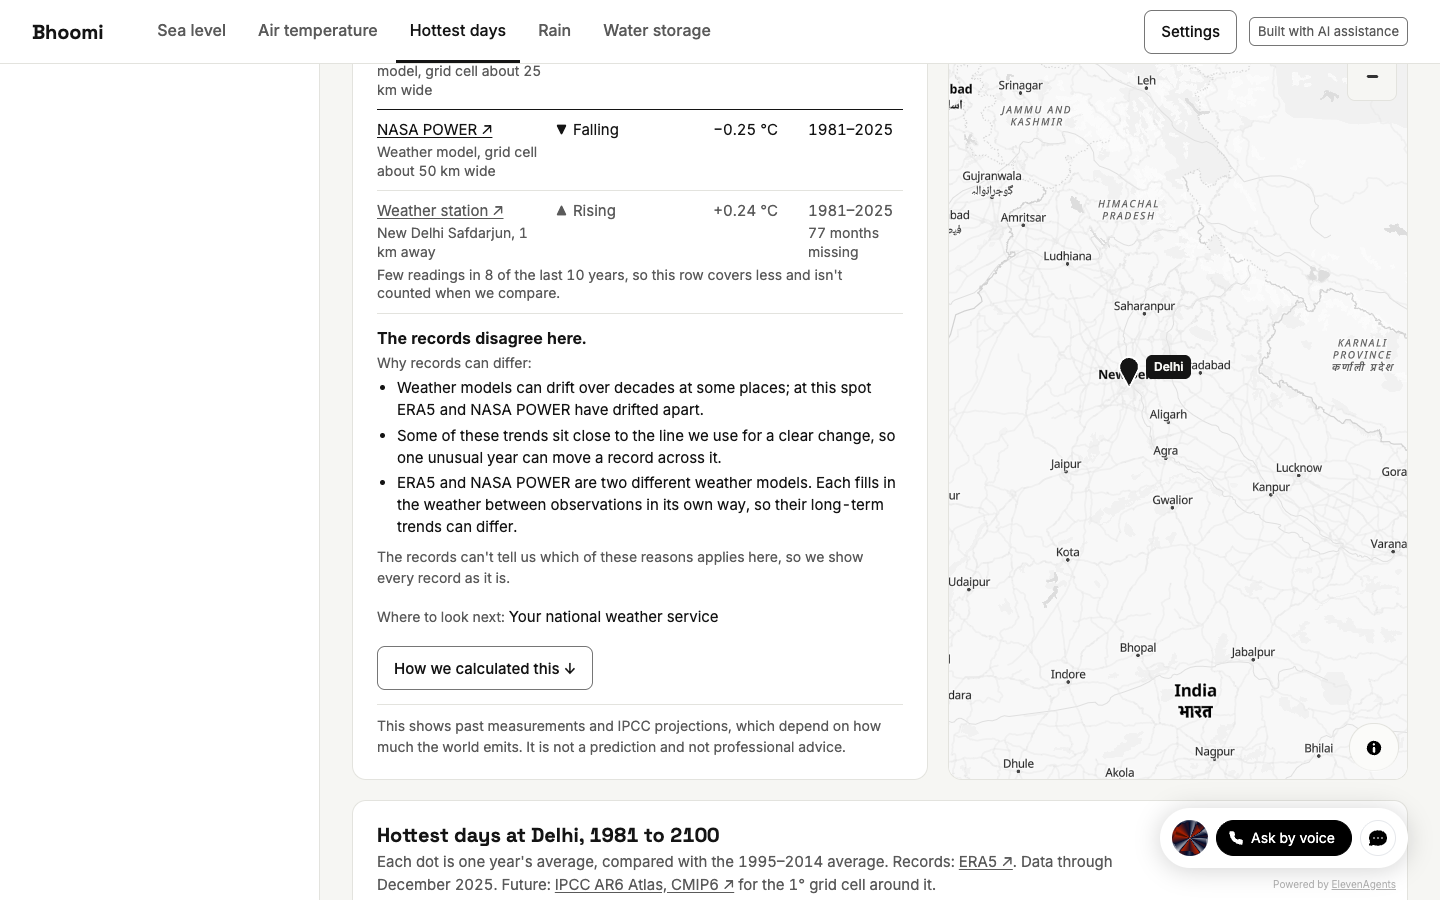 Bhoomi
Sea level
Air temperature
Hottest days
Rain
Water storage
Settings
Built with AI assistance
model, grid cell about 25
km wide
NASA POWER ↗
▼ Falling
−0.25 °C
1981–2025
Weather model, grid cell
about 50 km wide
Weather station ↗
▲ Rising
+0.24 °C
1981–2025
New Delhi Safdarjun, 1
km away
77 months
missing
Few readings in 8 of the last 10 years, so this row covers less and isn't
counted when we compare.
The records disagree here.
Why records can differ:
• Weather models can drift over decades at some places; at this spot
ERA5 and NASA POWER have drifted apart.
• Some of these trends sit close to the line we use for a clear change, so
one unusual year can move a record across it.
• ERA5 and NASA POWER are two different weather models. Each fills in
the weather between observations in its own way, so their long-term
trends can differ.
The records can't tell us which of these reasons applies here, so we show
every record as it is.
Where to look next: Your national weather service
How we calculated this ↓
This shows past measurements and IPCC projections, which depend on how
much the world emits. It is not a prediction and not professional advice.
−
bad
Srinagar
Leh
JAMMU AND
KASHMIR
Gujranwala
گوجرانوالہ
HIMACHAL
PRADESH
bad
Amritsar
Ludhiana
Saharanpur
KARNALI
PROVINCE
कर्णाली प्रदेश
Delhi
adabad
Aligarh
Agra
Jaipur
Lucknow
Gora
Kanpur
ur
Gwalior
Kota
Varana
Udaipur
Bhopal
Jabalpur
Indore
dara
India
भारत
Nagpur
Bhilai
Dhule
Akola
Hottest days at Delhi, 1981 to 2100
Each dot is one year's average, compared with the 1995–2014 average. Records: ERA5 ↗. Data through
December 2025. Future: IPCC AR6 Atlas, CMIP6 ↗ for the 1° grid cell around it.
Ask by voice
Powered by ElevenAgents